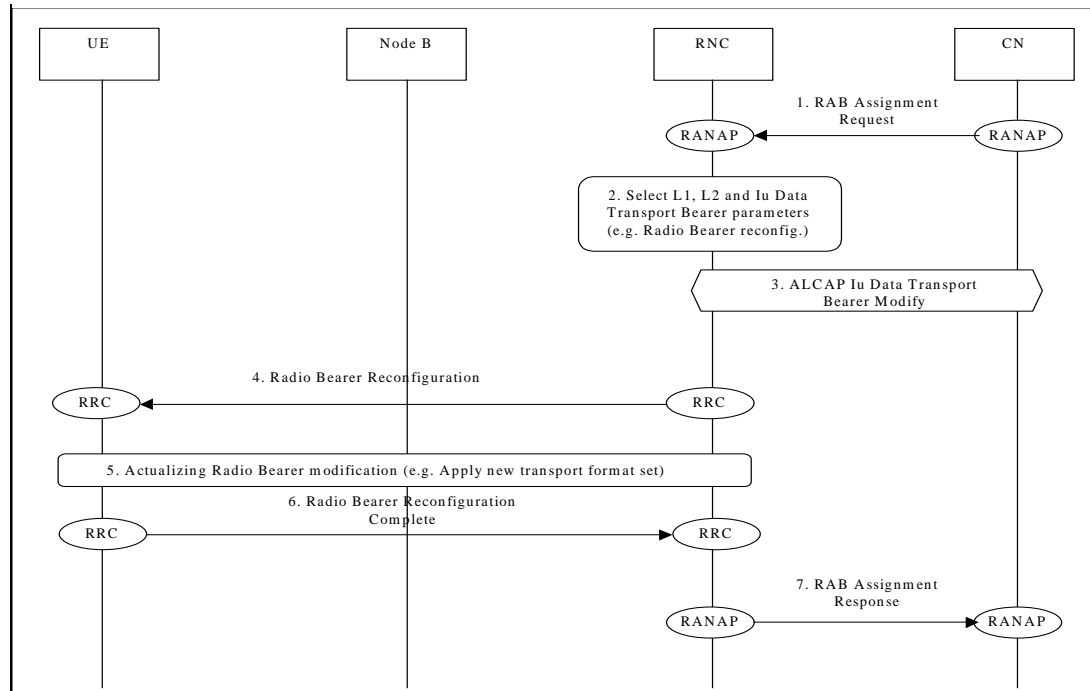 UE
Node B
RNC
CN
1. RAB Assignment
Request
RANAP
RANAP
2. Select L1, L2 and Iu Data
Transport Bearer parameters
(e.g. Radio Bearer reconfig.)
3. ALCAP Iu Data Transport
Bearer Modify
4. Radio Bearer Reconfiguration
RRC
RRC
5. Actualizing Radio Bearer modification (e.g. Apply new transport format set)
6. Radio Bearer Reconfiguration
Complete
RRC
RRC
7. RAB Assignment
Response
RANAP
RANAP